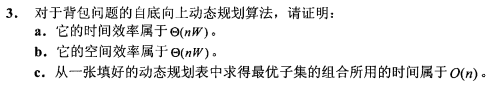 3. 对于背包问题的自底向上动态规划算法，请证明：
a. 它的时间效率属于Θ(nW)。
b. 它的空间效率属于Θ(nW)。
c. 从一张填好的动态规划表中求得最优子集的组合所用的时间属于O(n)。